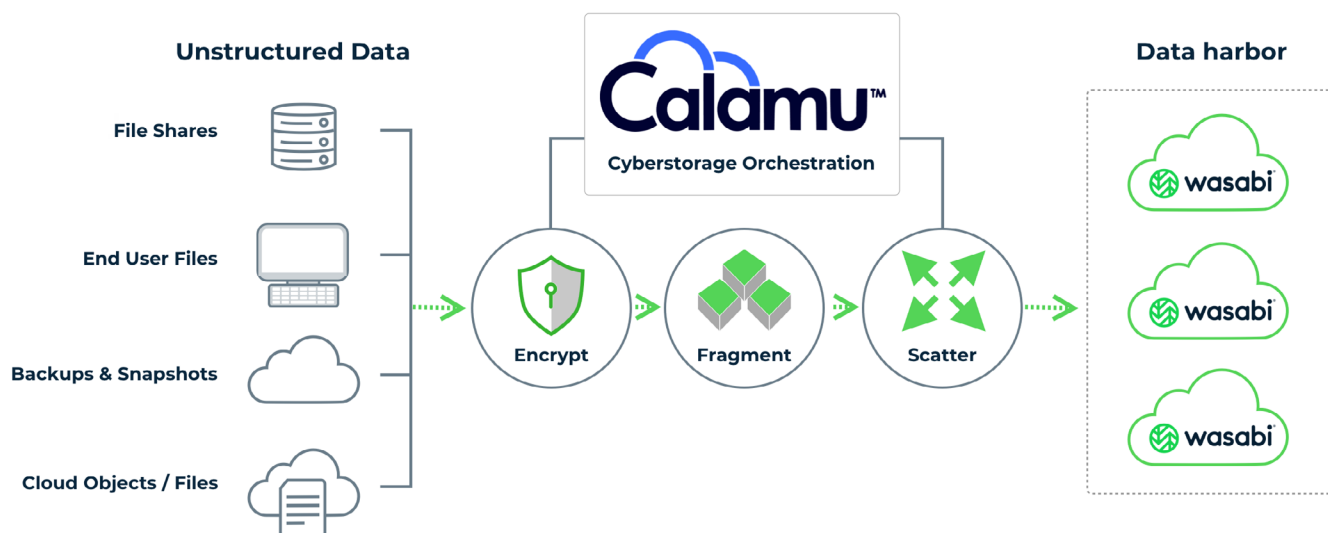 Unstructured Data
File Shares
End User Files
Backups & Snapshots
Cloud Objects / Files
Calamu™
Cyberstorage Orchestration
Encrypt
Fragment
Scatter
Data harbor
wasabi
wasabi
wasabi